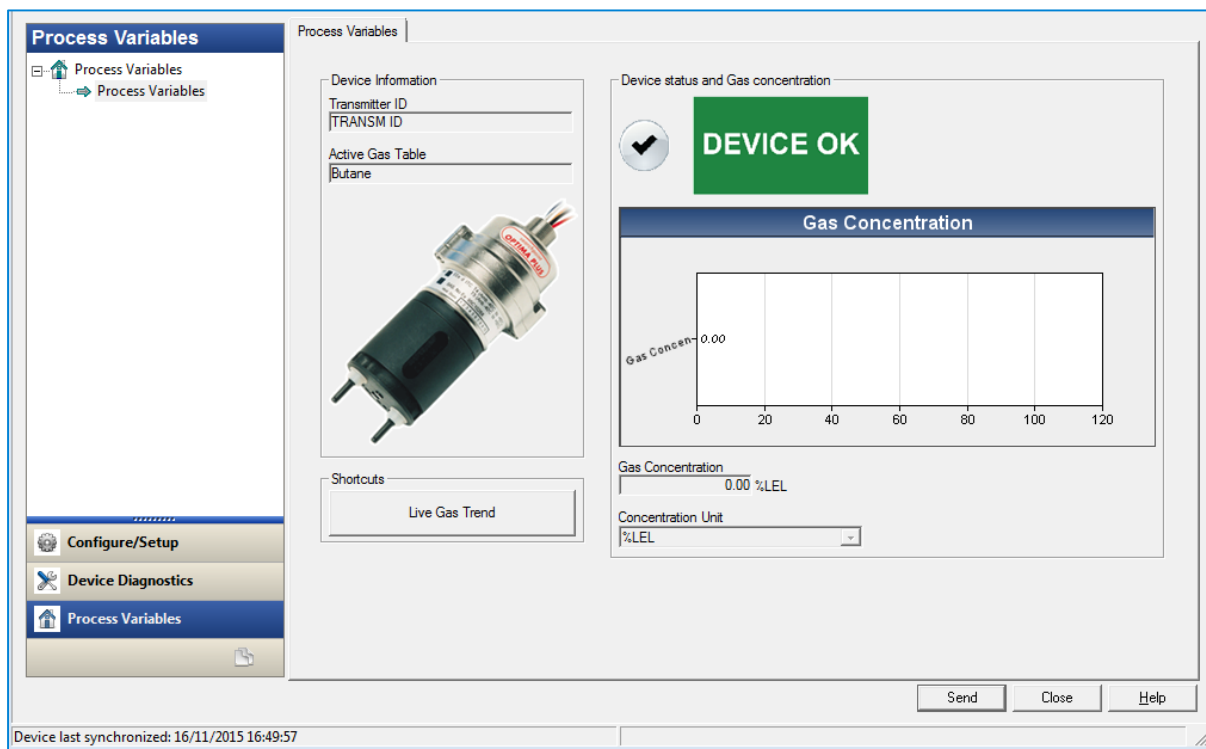 Process Variables
Process Variables
Process Variables
Configure/Setup
Device Diagnostics
Process Variables
Process Variables
Device Information
Transmitter ID
TRANSM ID
Active Gas Table
Butane
OPTIMA PLUS
Shortcuts
Live Gas Trend
Device status and Gas concentration
DEVICE OK
Gas Concentration
Gas Concen
0.00
0 20 40 60 80 100 120
Gas Concentration
0.00 %LEL
Concentration Unit
%LEL
Send Close Help
Device last synchronized: 16/11/2015 16:49:57